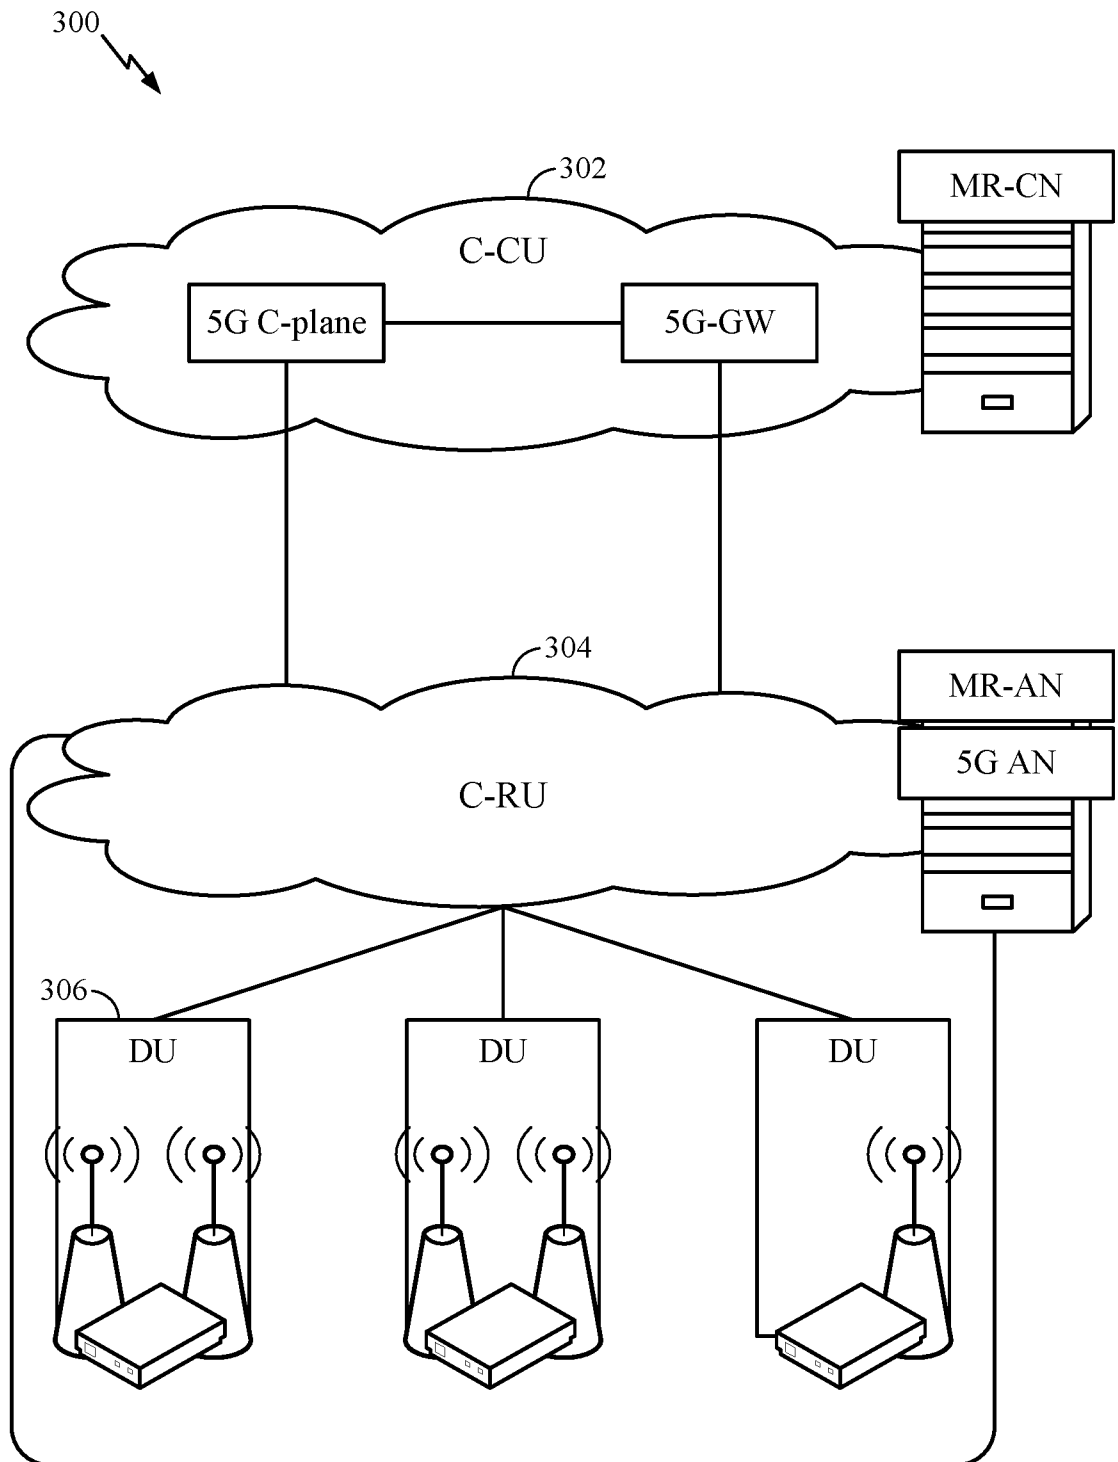 300
302
MR-CN
C-CU
5G C-plane
5G-GW
304
MR-AN
5G AN
C-RU
306
DU
DU
DU